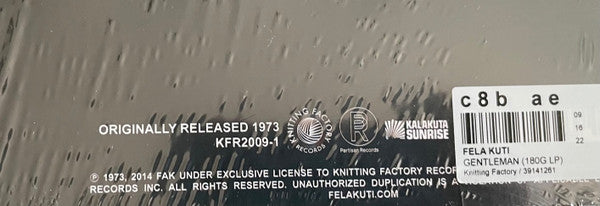 ORIGINALLY RELEASED 1973
KFR2009-1
KNITTING FACTORY
RECORDS
Partisan Records
KALAKUTA
SUNRISE
℗ 1973, 2014 FAK UNDER EXCLUSIVE LICENSE TO KNITTING FACTORY
RECORDS INC. ALL RIGHTS RESERVED. UNAUTHORIZED DUPLICATION IS A
FELAKUTI.COM
c8b ae
09
16
22
FELA KUTI
GENTLEMAN (180G LP)
Knitting Factory / 39141261